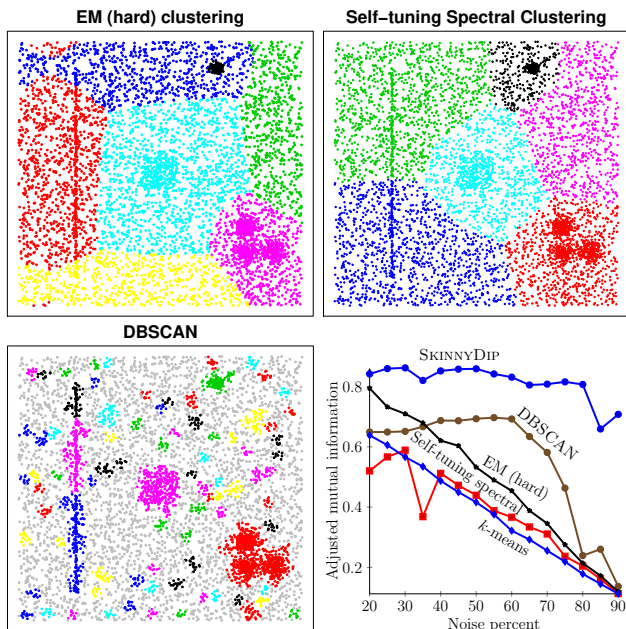 EM (hard) clustering
Self−tuning Spectral Clustering
DBSCAN
SKINNYDIP
DBSCAN
EM (hard)
Self-tuning spectral
k-means
Adjusted mutual information
0.8
0.6
0.4
0.2
20 30 40 50 60 70 80 90
Noise percent